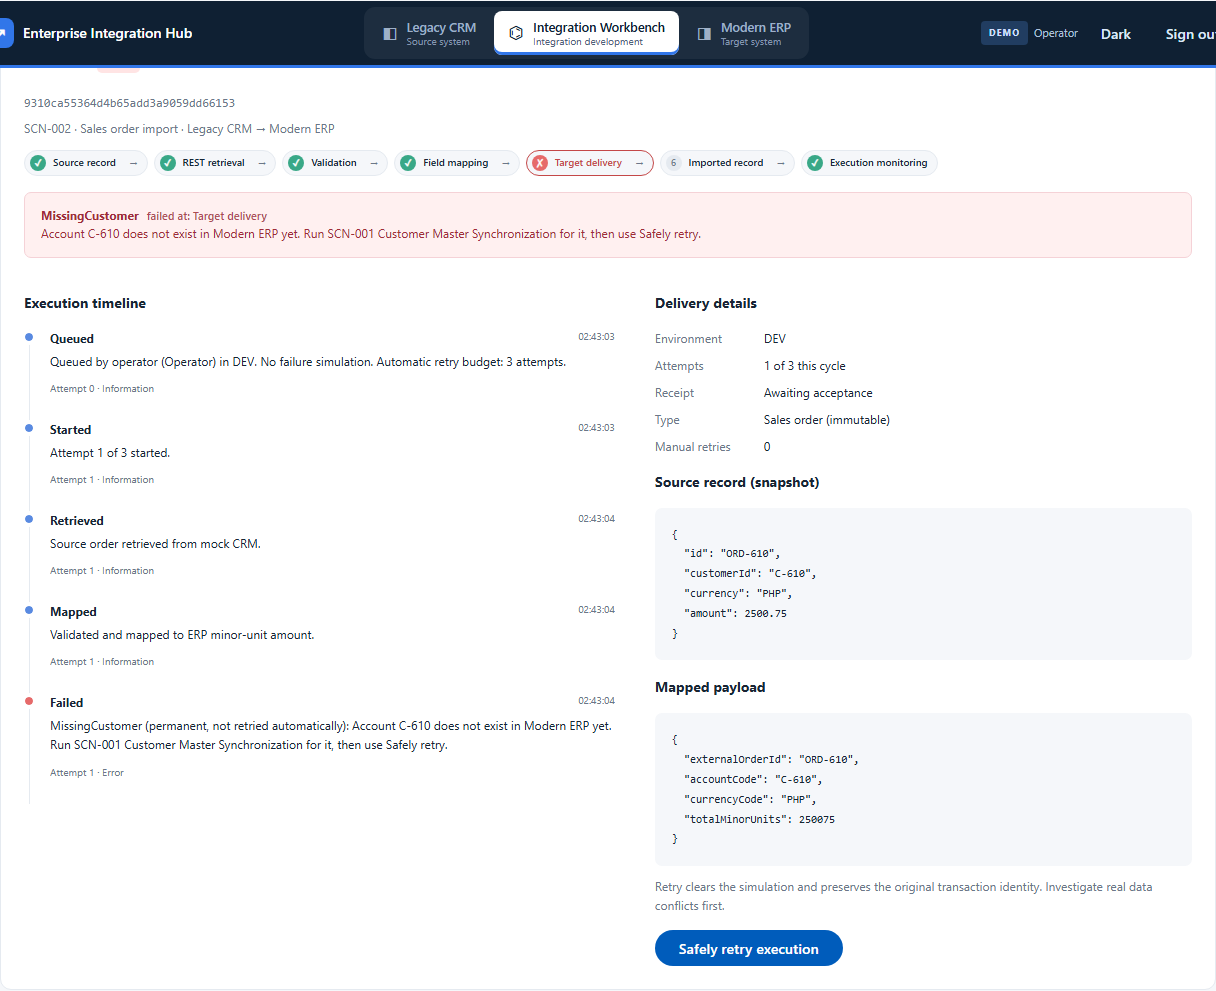 Enterprise Integration Hub
Legacy CRM
Source system
Integration Workbench
Integration development
Modern ERP
Target system
DEMO Operator
Dark
Sign ou
9310ca55364d4b65add3a9059dd66153
SCN-002 · Sales order import · Legacy CRM → Modern ERP
Source record →
REST retrieval →
Validation →
Field mapping →
Target delivery →
6 Imported record →
Execution monitoring
MissingCustomer failed at: Target delivery
Account C-610 does not exist in Modern ERP yet. Run SCN-001 Customer Master Synchronization for it, then use Safely retry.
Execution timeline
Queued 02:43:03
Queued by operator (Operator) in DEV. No failure simulation. Automatic retry budget: 3 attempts.
Attempt 0 · Information
Started 02:43:03
Attempt 1 of 3 started.
Attempt 1 · Information
Retrieved 02:43:04
Source order retrieved from mock CRM.
Attempt 1 · Information
Mapped 02:43:04
Validated and mapped to ERP minor-unit amount.
Attempt 1 · Information
Failed 02:43:04
MissingCustomer (permanent, not retried automatically): Account C-610 does not exist in Modern ERP yet.
Run SCN-001 Customer Master Synchronization for it, then use Safely retry.
Attempt 1 · Error
Delivery details
Environment DEV
Attempts 1 of 3 this cycle
Receipt Awaiting acceptance
Type Sales order (immutable)
Manual retries 0
Source record (snapshot)
{
"id": "ORD-610",
"customerId": "C-610",
"currency": "PHP",
"amount": 2500.75
}
Mapped payload
{
"externalOrderId": "ORD-610",
"accountCode": "C-610",
"currencyCode": "PHP",
"totalMinorUnits": 250075
}
Retry clears the simulation and preserves the original transaction identity. Investigate real data
conflicts first.
Safely retry execution